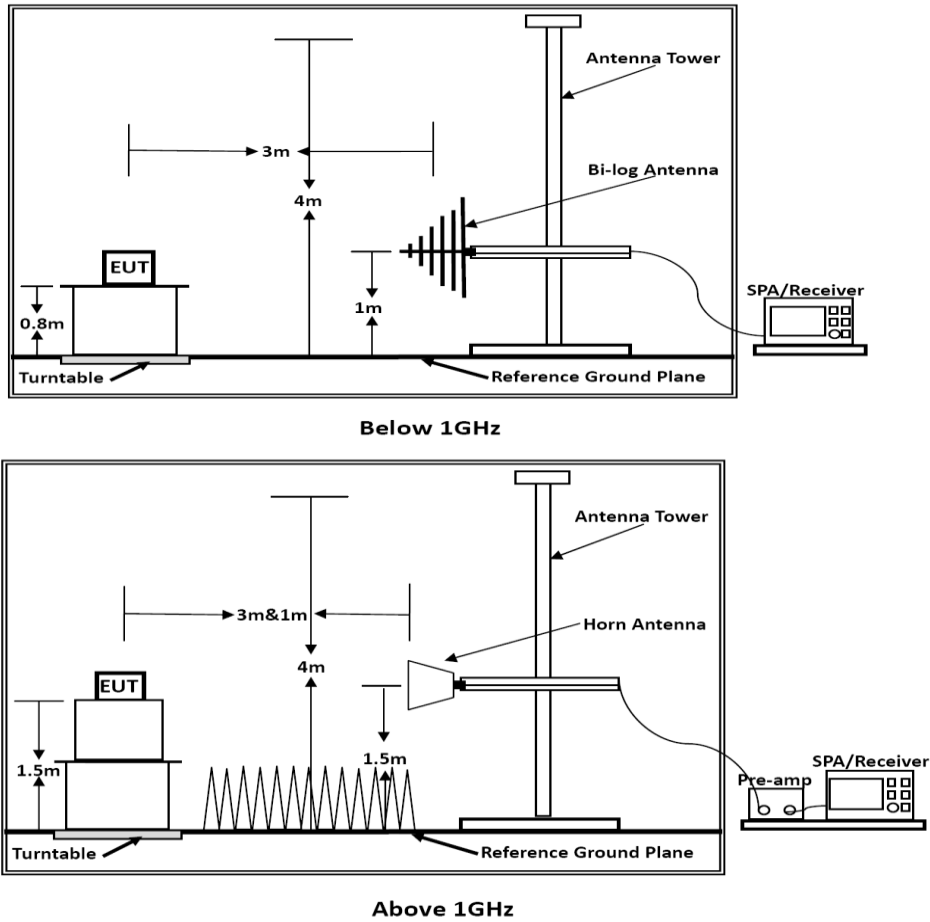 Antenna Tower
3m
Bi-log Antenna
4m
EUT
1m
SPA/Receiver
0.8m
Turntable
Reference Ground Plane
Below 1GHz
Antenna Tower
3m&1m
Horn Antenna
4m
EUT
1.5m
1.5m
SPA/Receiver
Pre-amp
Turntable
Reference Ground Plane
Above 1GHz